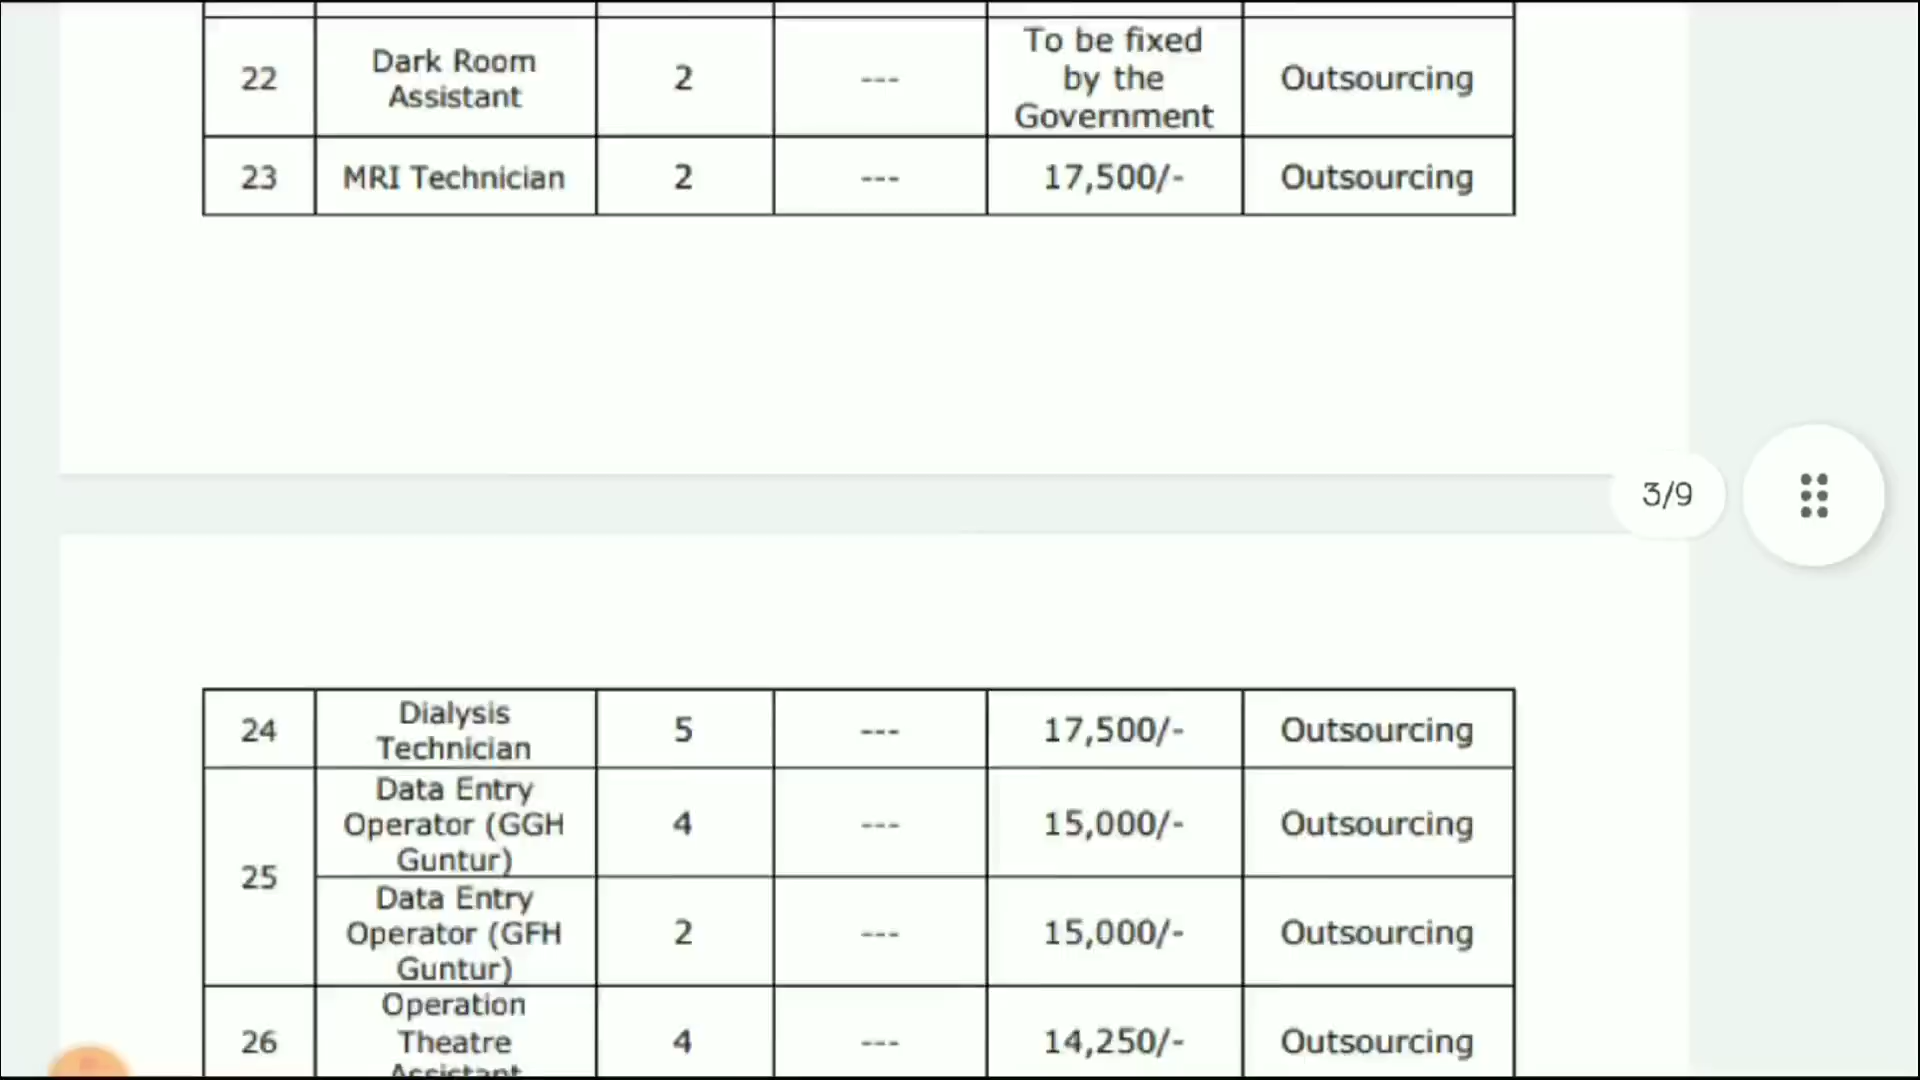 22 Dark Room Assistant 2 --- To be fixed by the Government Outsourcing
23 MRI Technician 2 --- 17,500/- Outsourcing
3/9
24 Dialysis Technician 5 --- 17,500/- Outsourcing
25 Data Entry Operator (GGH Guntur) 4 --- 15,000/- Outsourcing
Data Entry Operator (GFH Guntur) 2 --- 15,000/- Outsourcing
26 Operation Theatre Assistant 4 --- 14,250/- Outsourcing